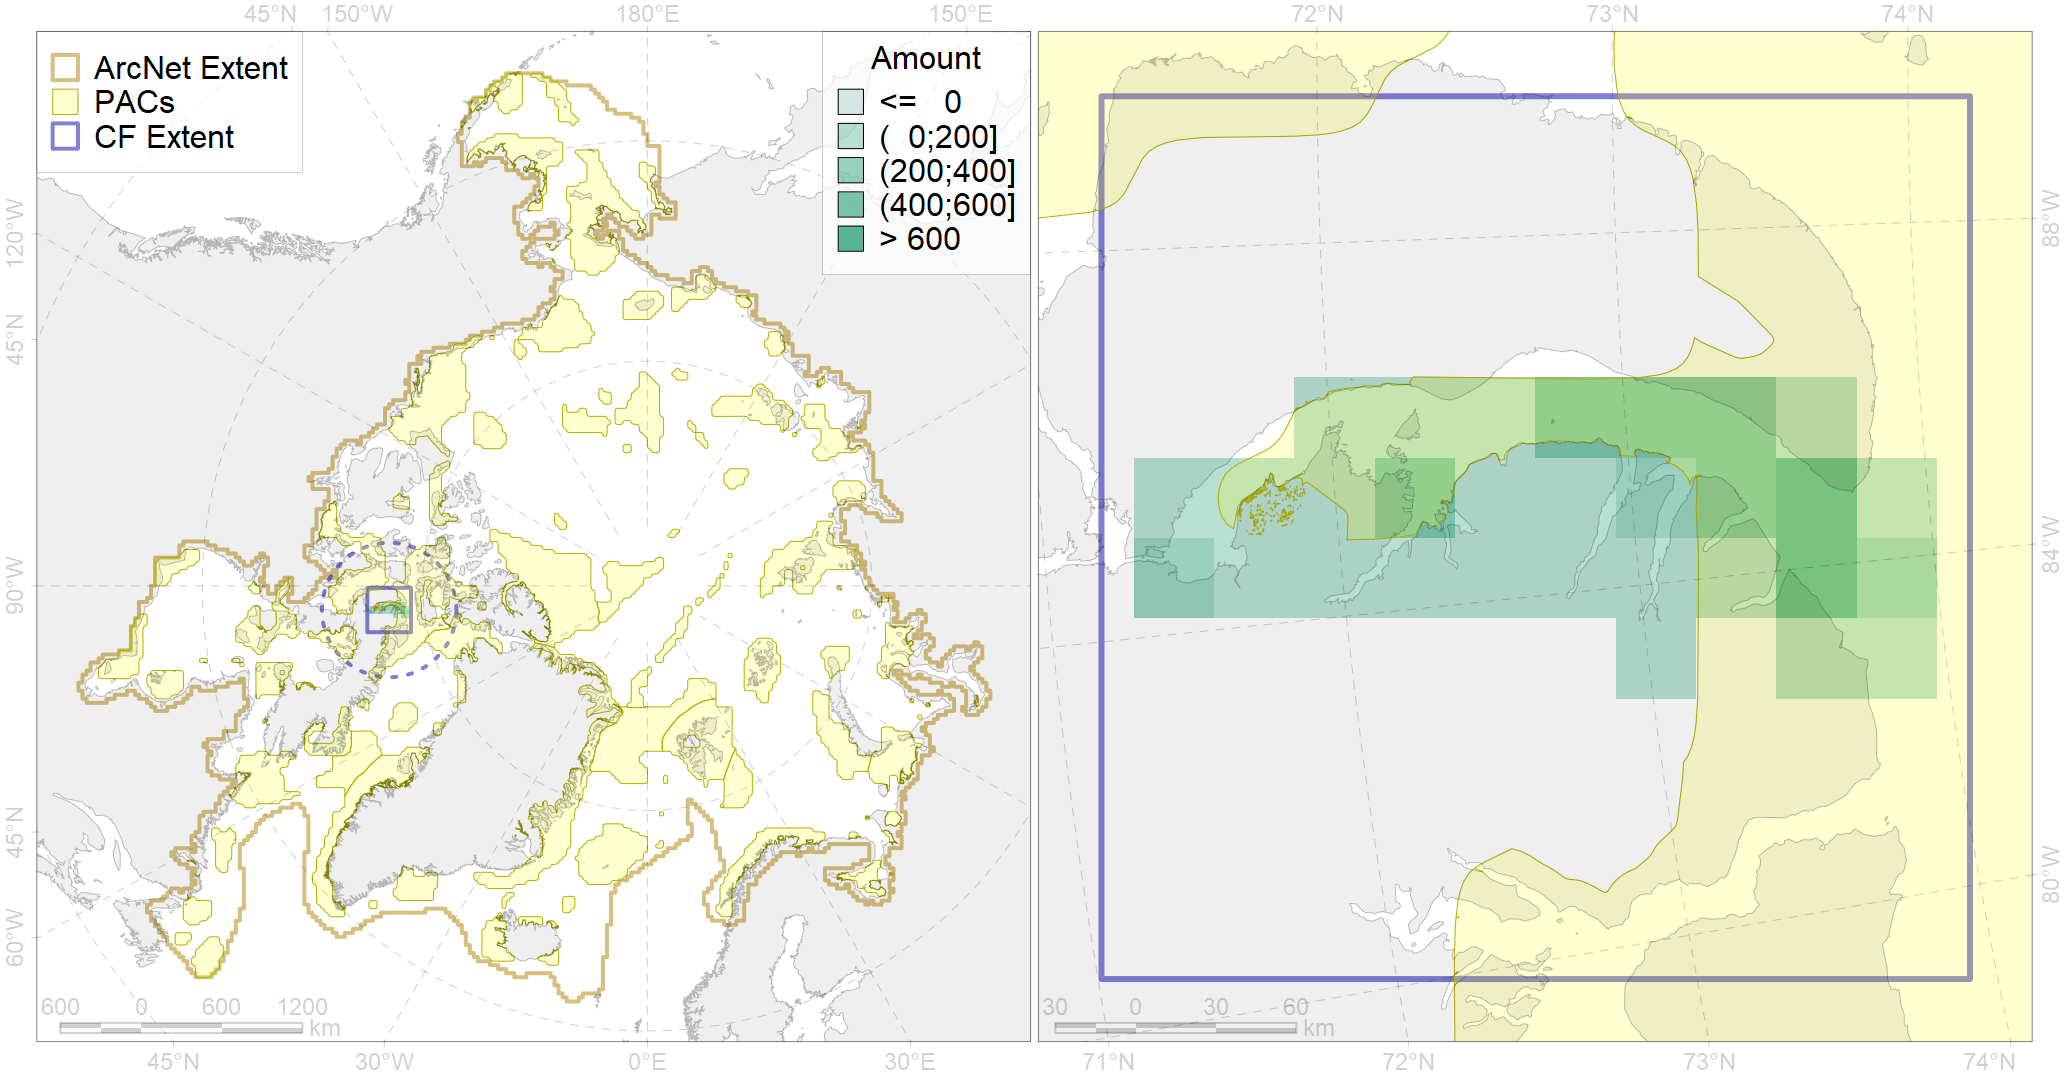 45°N 150°W 180°E 150°E 72°N 73°N 74°N
ArcNet Extent
PACs
CF Extent
Amount
<= 0
( 0;200]
(200;400]
(400;600]
> 600
120°W
45°N
90°W
45°N
60°W
88°W
84°W
80°W
600 0 600 1200
km
30 0 30 60
km
45°N 30°W 0°E 30°E 71°N 72°N 73°N 74°N